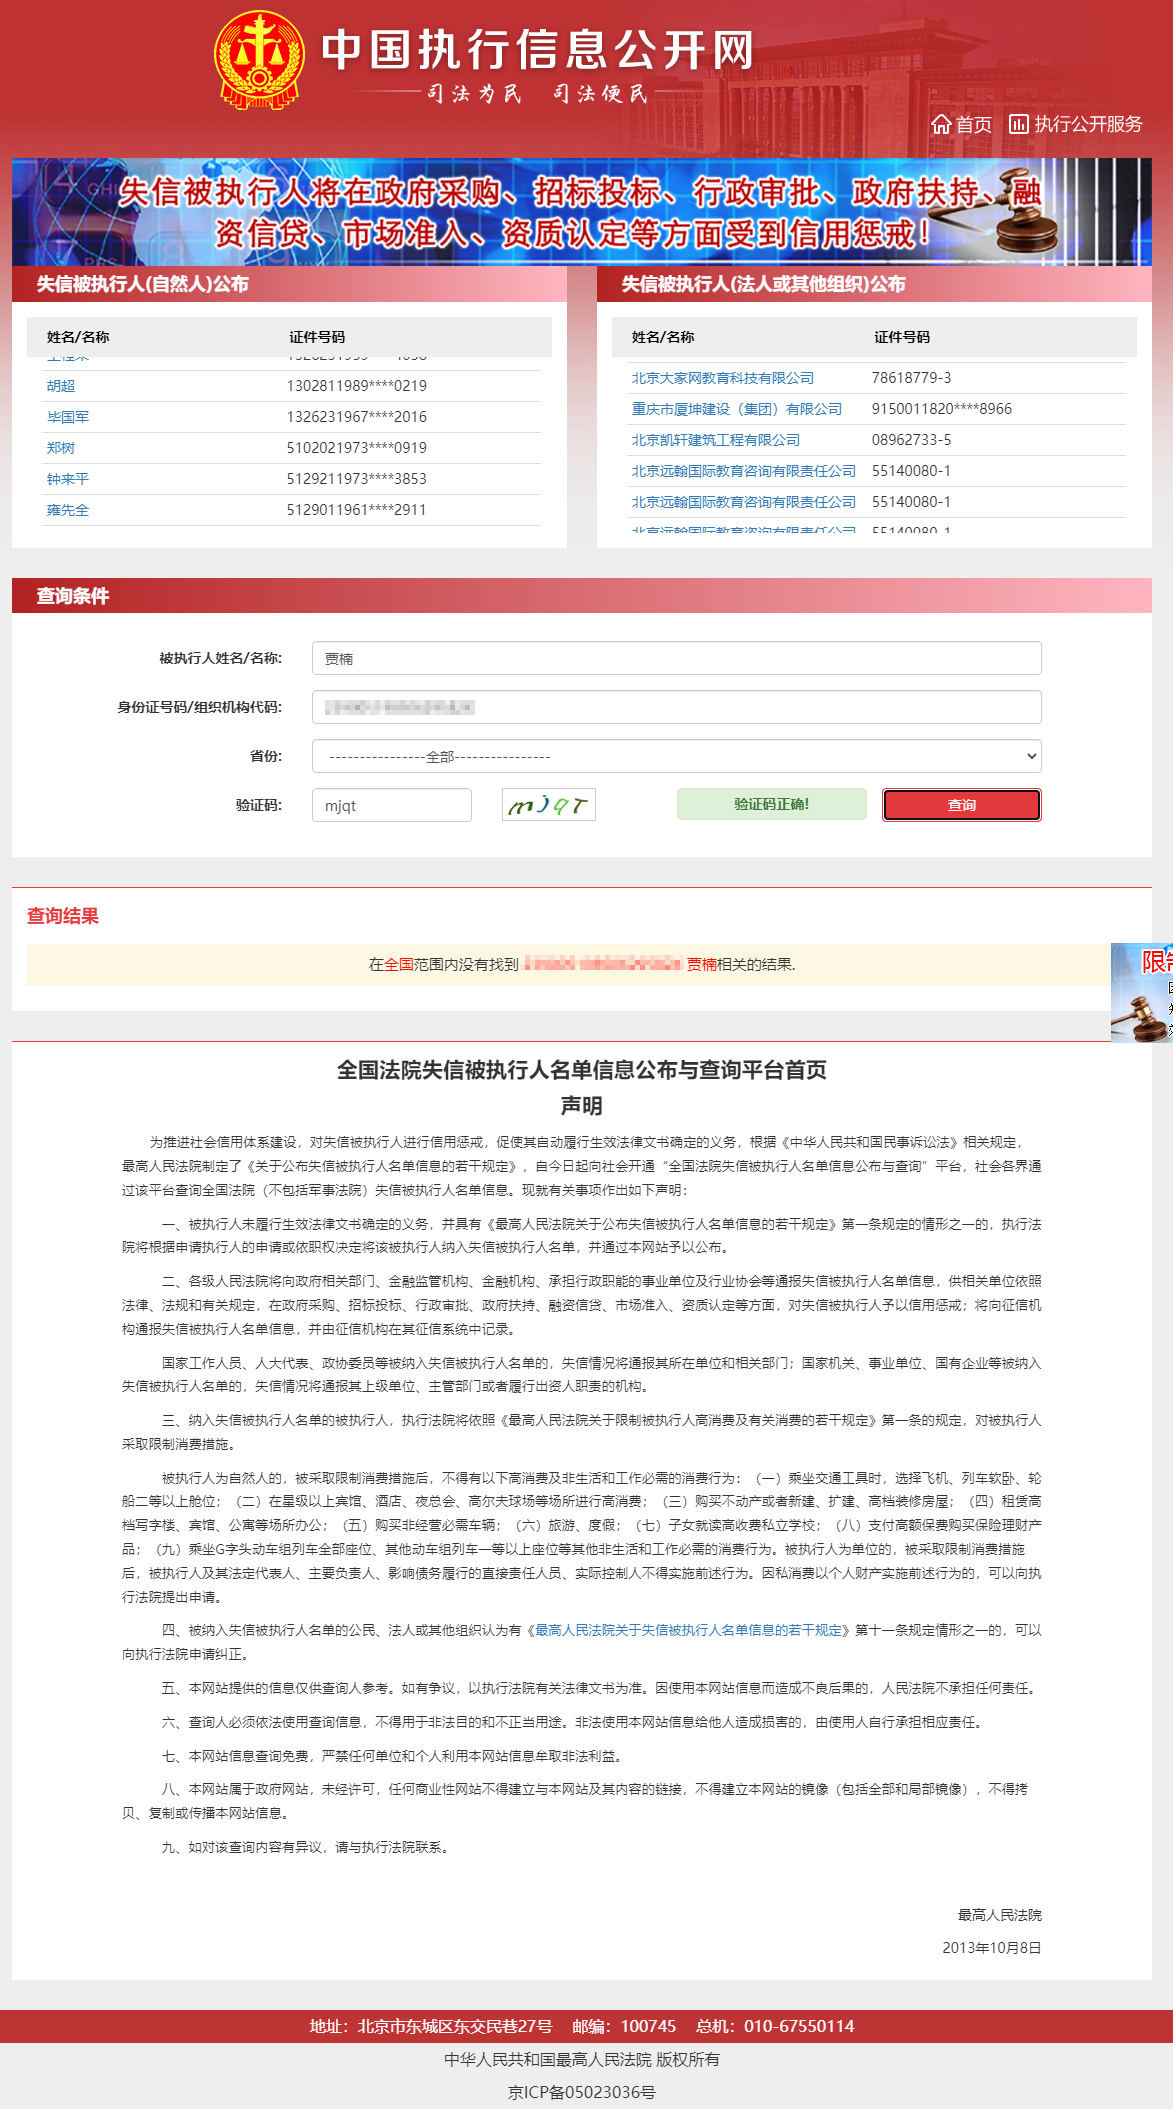 中国执行信息公开网
司法为民 司法便民
首页 执行公开服务
失信被执行人将在政府采购、招标投标、行政审批、政府扶持、融
资信贷、市场准入、资质认定等方面受到信用惩戒！
失信被执行人(自然人)公布
姓名/名称 证件号码
胡超 1302811989****0219
毕国军 1326231967****2016
郑树 5102021973****0919
钟来平 5129211973****3853
雍先全 5129011961****2911
失信被执行人(法人或其他组织)公布
姓名/名称 证件号码
北京大家网教育科技有限公司 78618779-3
重庆市厦坤建设（集团）有限公司 9150011820****8966
北京凯轩建筑工程有限公司 08962733-5
北京远翰国际教育咨询有限责任公司 55140080-1
北京远翰国际教育咨询有限责任公司 55140080-1
北京远翰国际教育咨询有限责任公司 55140080-1
查询条件
被执行人姓名/名称: 贾楠
身份证号码/组织机构代码:
省份: ----------------全部----------------
验证码: mjqt mjqt 验证码正确! 查询
查询结果
在全国范围内没有找到 贾楠相关的结果.
限制
全国法院失信被执行人名单信息公布与查询平台首页
声明
为推进社会信用体系建设，对失信被执行人进行信用惩戒，促使其自动履行生效法律文书确定的义务，根据《中华人民共和国民事诉讼法》相关规定，
最高人民法院制定了《关于公布失信被执行人名单信息的若干规定》，自今日起向社会开通“全国法院失信被执行人名单信息公布与查询”平台，社会各界通
过该平台查询全国法院（不包括军事法院）失信被执行人名单信息。现就有关事项作出如下声明：
一、被执行人未履行生效法律文书确定的义务，并具有《最高人民法院关于公布失信被执行人名单信息的若干规定》第一条规定的情形之一的，执行法
院将根据申请执行人的申请或依职权决定将该被执行人纳入失信被执行人名单，并通过本网站予以公布。
二、各级人民法院将向政府相关部门、金融监管机构、金融机构、承担行政职能的事业单位及行业协会等通报失信被执行人名单信息，供相关单位依照
法律、法规和有关规定，在政府采购、招标投标、行政审批、政府扶持、融资信贷、市场准入、资质认定等方面，对失信被执行人予以信用惩戒；将向征信机
构通报失信被执行人名单信息，并由征信机构在其征信系统中记录。
国家工作人员、人大代表、政协委员等被纳入失信被执行人名单的，失信情况将通报其所在单位和相关部门；国家机关、事业单位、国有企业等被纳入
失信被执行人名单的，失信情况将通报其上级单位、主管部门或者履行出资人职责的机构。
三、纳入失信被执行人名单的被执行人，执行法院将依照《最高人民法院关于限制被执行人高消费及有关消费的若干规定》第一条的规定，对被执行人
采取限制消费措施。
被执行人为自然人的，被采取限制消费措施后，不得有以下高消费及非生活和工作必需的消费行为：（一）乘坐交通工具时，选择飞机、列车软卧、轮
船二等以上舱位；（二）在星级以上宾馆、酒店、夜总会、高尔夫球场等场所进行高消费；（三）购买不动产或者新建、扩建、高档装修房屋；（四）租赁高
档写字楼、宾馆、公寓等场所办公；（五）购买非经营必需车辆；（六）旅游、度假；（七）子女就读高收费私立学校；（八）支付高额保费购买保险理财产
品；（九）乘坐G字头动车组列车全部座位、其他动车组列车一等以上座位等其他非生活和工作必需的消费行为。被执行人为单位的，被采取限制消费措施
后，被执行人及其法定代表人、主要负责人、影响债务履行的直接责任人员、实际控制人不得实施前述行为。因私消费以个人财产实施前述行为的，可以向执
行法院提出申请。
四、被纳入失信被执行人名单的公民、法人或其他组织认为有《最高人民法院关于失信被执行人名单信息的若干规定》第十一条规定情形之一的，可以
向执行法院申请纠正。
五、本网站提供的信息仅供查询人参考。如有争议，以执行法院有关法律文书为准。因使用本网站信息而造成不良后果的，人民法院不承担任何责任。
六、查询人必须依法使用查询信息，不得用于非法目的和不正当用途。非法使用本网站信息给他人造成损害的，由使用人自行承担相应责任。
七、本网站信息查询免费，严禁任何单位和个人利用本网站信息牟取非法利益。
八、本网站属于政府网站，未经许可，任何商业性网站不得建立与本网站及其内容的链接，不得建立本网站的镜像（包括全部和局部镜像），不得拷
贝、复制或传播本网站信息。
九、如对该查询内容有异议，请与执行法院联系。
最高人民法院
2013年10月8日
地址：北京市东城区东交民巷27号 邮编：100745 总机：010-67550114
中华人民共和国最高人民法院 版权所有
京ICP备05023036号